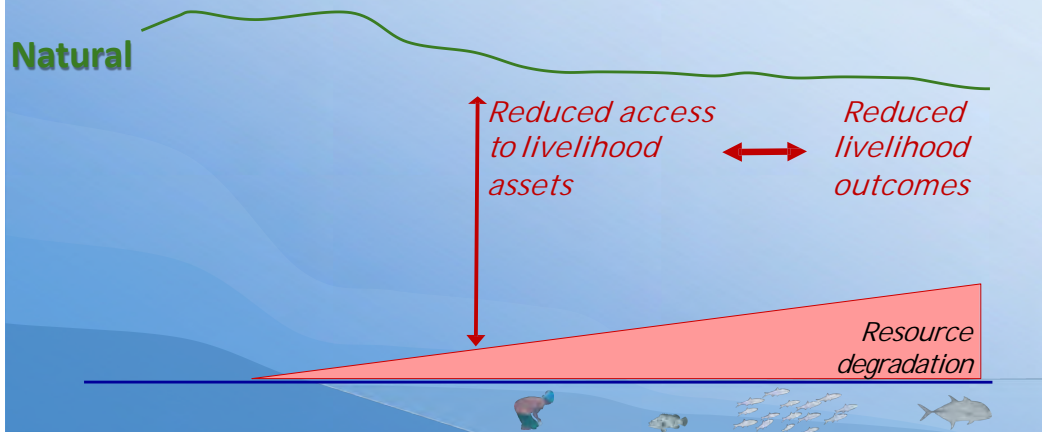 Natural
Reduced access
to livelihood
assets
Reduced
livelihood
outcomes
Resource
degradation